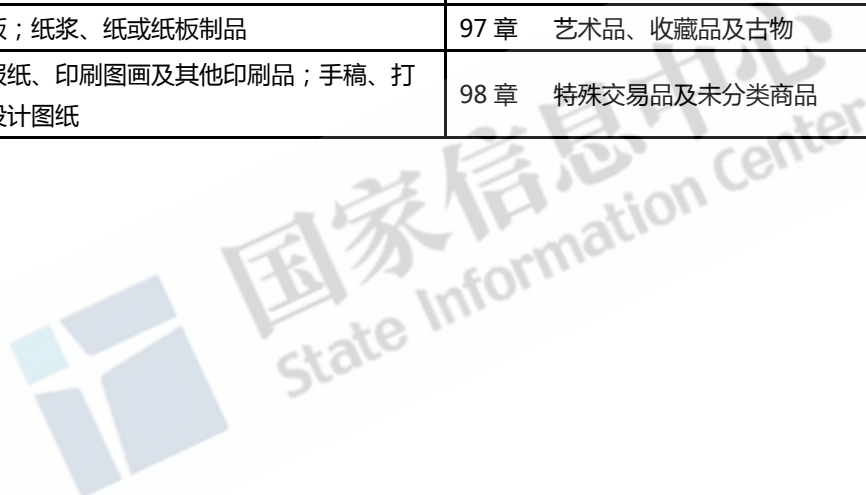 ；纸浆、纸或纸板制品
97 章 艺术品、收藏品及古物
纸、印刷图画及其他印刷品；手稿、打
计图纸
98 章 特殊交易品及未分类商品
国家信息中心
State Information Center